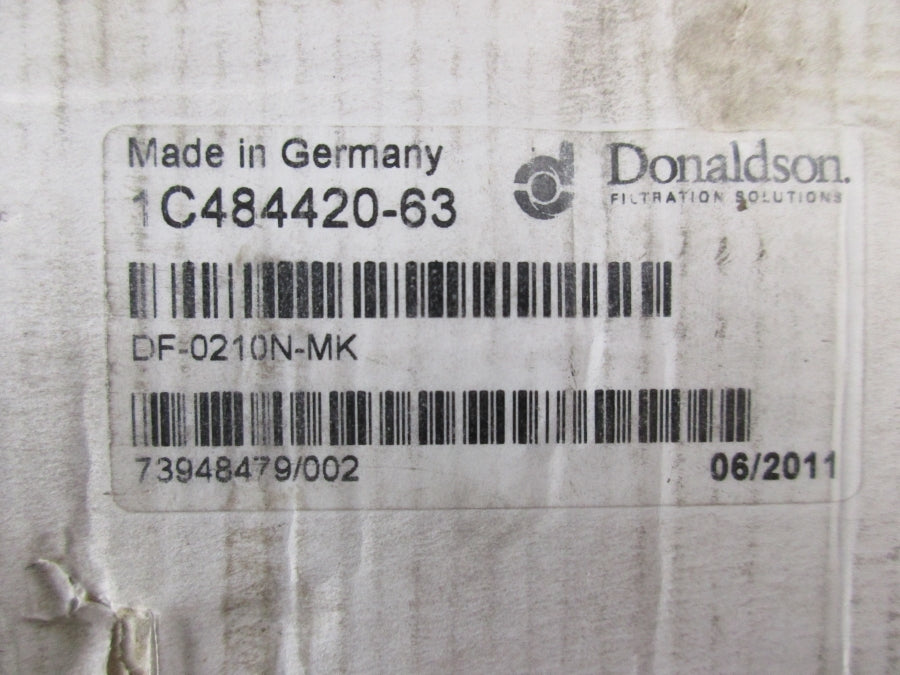 Made in Germany
Donaldson.
FILTRATION SOLUTIONS
1C484420-63
DF-0210N-MK
73948479/002
06/2011